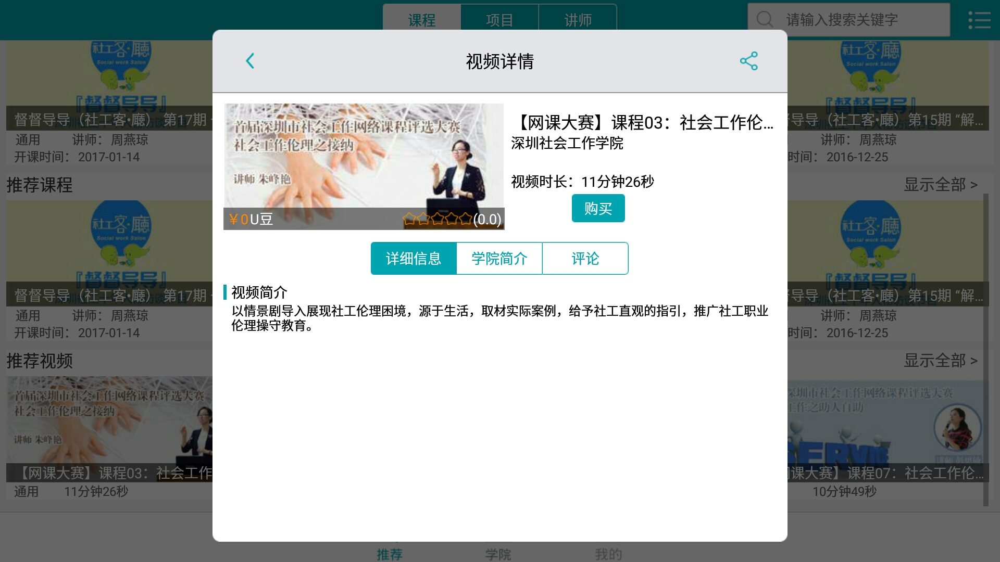 课程
项目
讲师
请输入搜索关键字
社工客·廳
Social work Salon
『督督导导』
督督导导（社工客•廳） 第17期
通用 讲师： 周燕琼
开课时间： 2017-01-14
推荐课程
社工客·廳
Social work Salon
『督督导导』
督督导导（社工客•廳） 第17期
通用 讲师： 周燕琼
开课时间： 2017-01-14
推荐视频
首届深圳市社会工作网络课程评选大赛
社会工作伦理之接纳
讲师 朱峰艳
【网课大赛】课程03：社会工作
通用 11分钟26秒
视频详情
首届深圳市社会工作网络课程评选大赛
社会工作伦理之接纳
讲师 朱峰艳
￥0U豆
(0.0)
【网课大赛】课程03：社会工作伦...
深圳社会工作学院
视频时长：11分钟26秒
购买
详细信息
学院简介
评论
视频简介
以情景剧导入展现社工伦理困境，源于生活，取材实际案例，给予社工直观的指引，推广社工职业
伦理操守教育。
社工客·廳
Social work Salon
『督督导导』
导导（社工客•廳）第15期 “解...
讲师： 周燕琼
时间： 2016-12-25
显示全部 >
社工客·廳
Social work Salon
『督督导导』
导导（社工客•廳）第15期 “解...
讲师： 周燕琼
时间： 2016-12-25
显示全部 >
深圳市社会工作网络课程评选大赛
工作之助人自助
SERVICE
课大赛】课程07：社会工作伦...
10分钟49秒
推荐
学院
我的